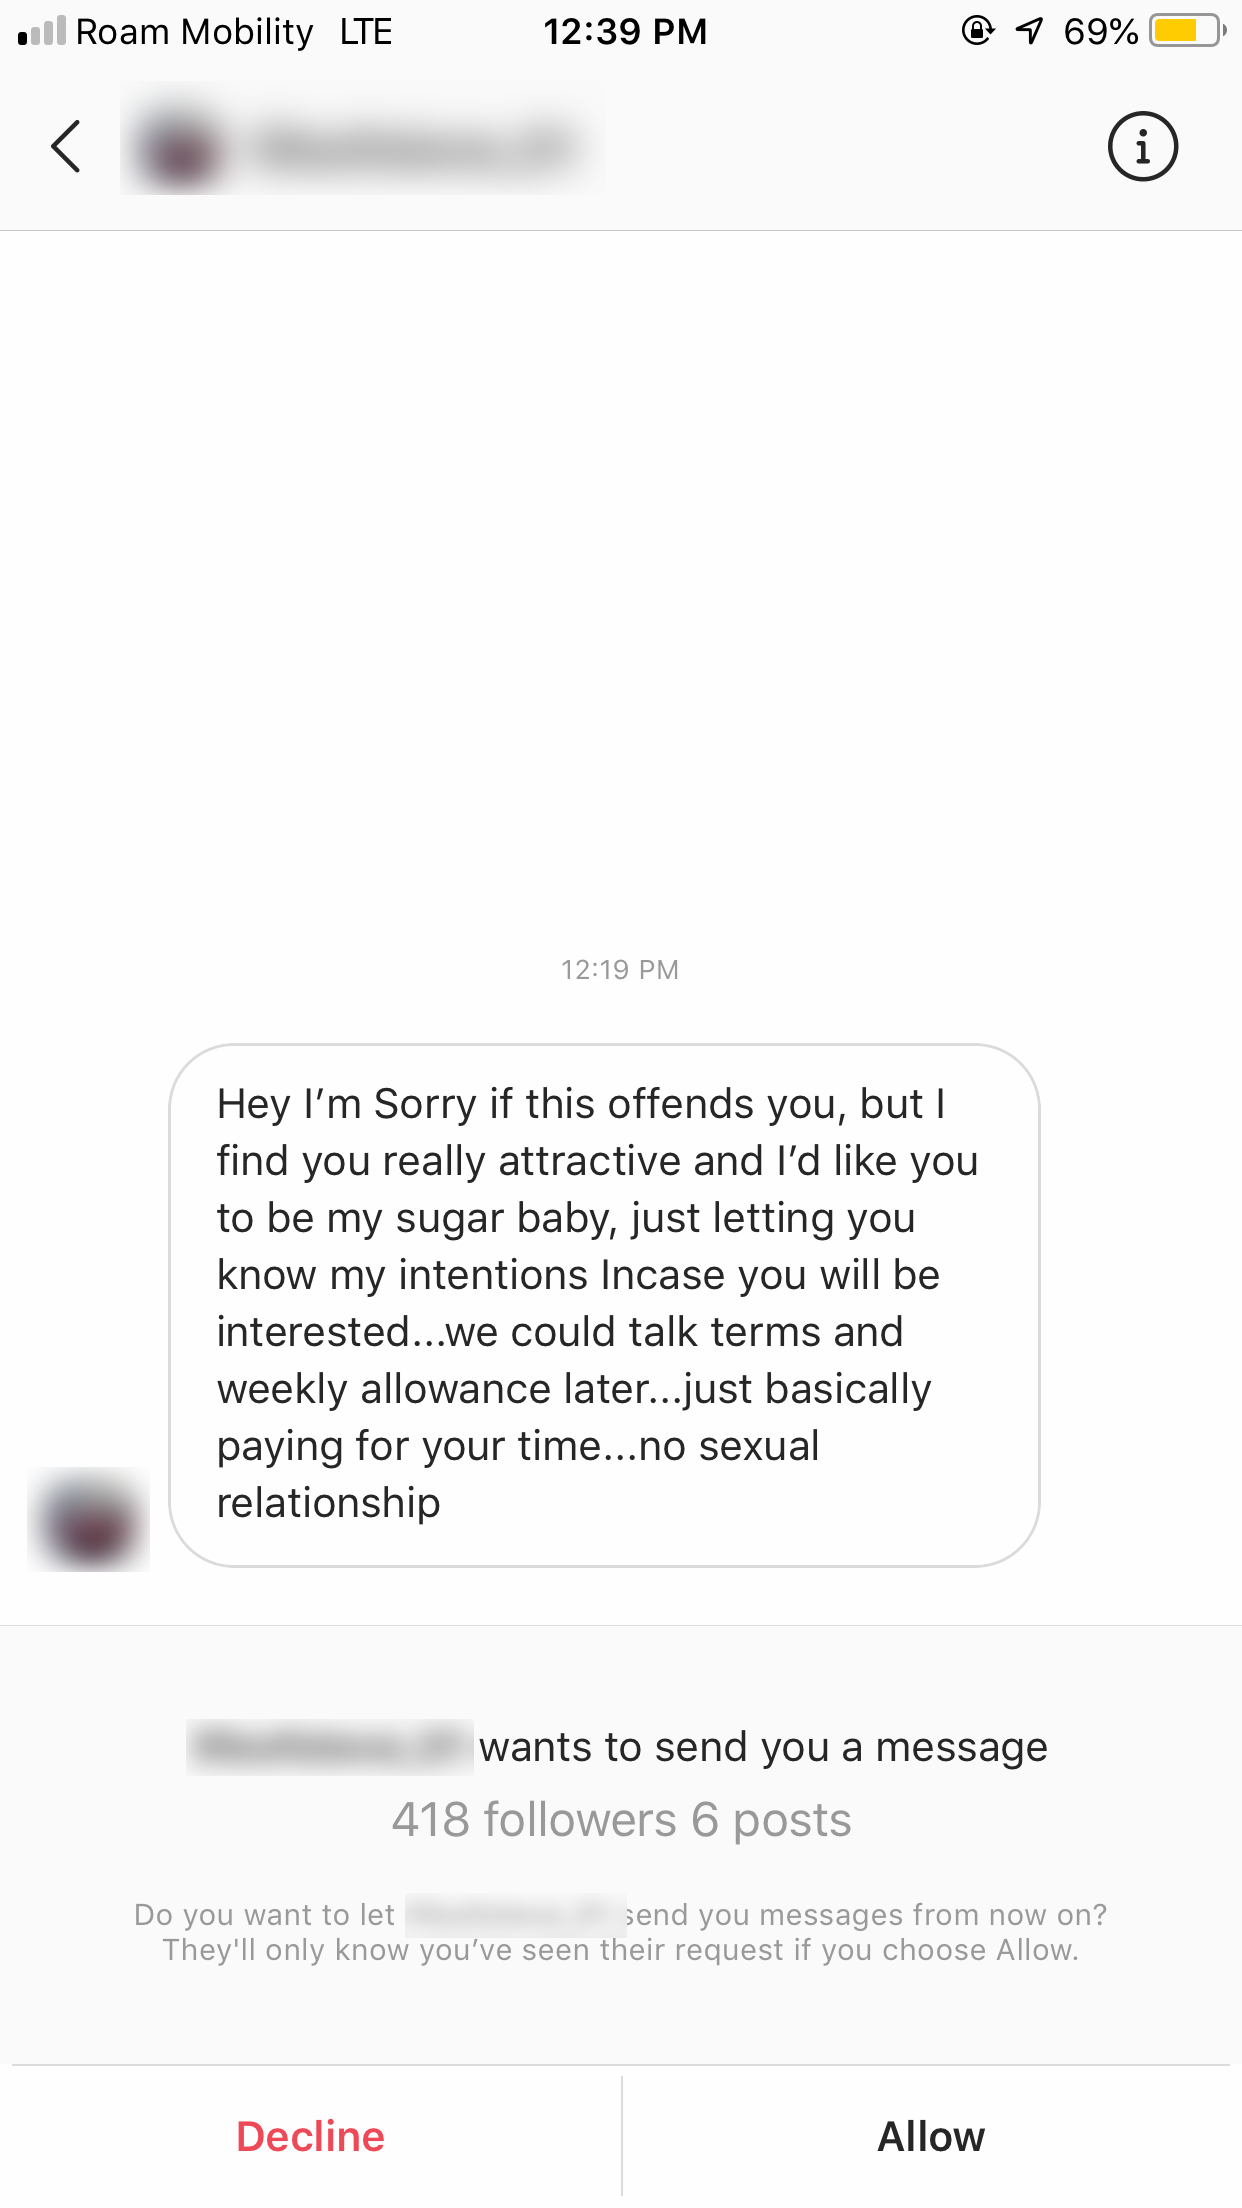 Roam Mobility LTE 12:39 PM 69%
12:19 PM
Hey I’m Sorry if this offends you, but I
find you really attractive and I’d like you
to be my sugar baby, just letting you
know my intentions Incase you will be
interested...we could talk terms and
weekly allowance later...just basically
paying for your time...no sexual
relationship
wants to send you a message
418 followers 6 posts
Do you want to let send you messages from now on?
They'll only know you’ve seen their request if you choose Allow.
Decline Allow